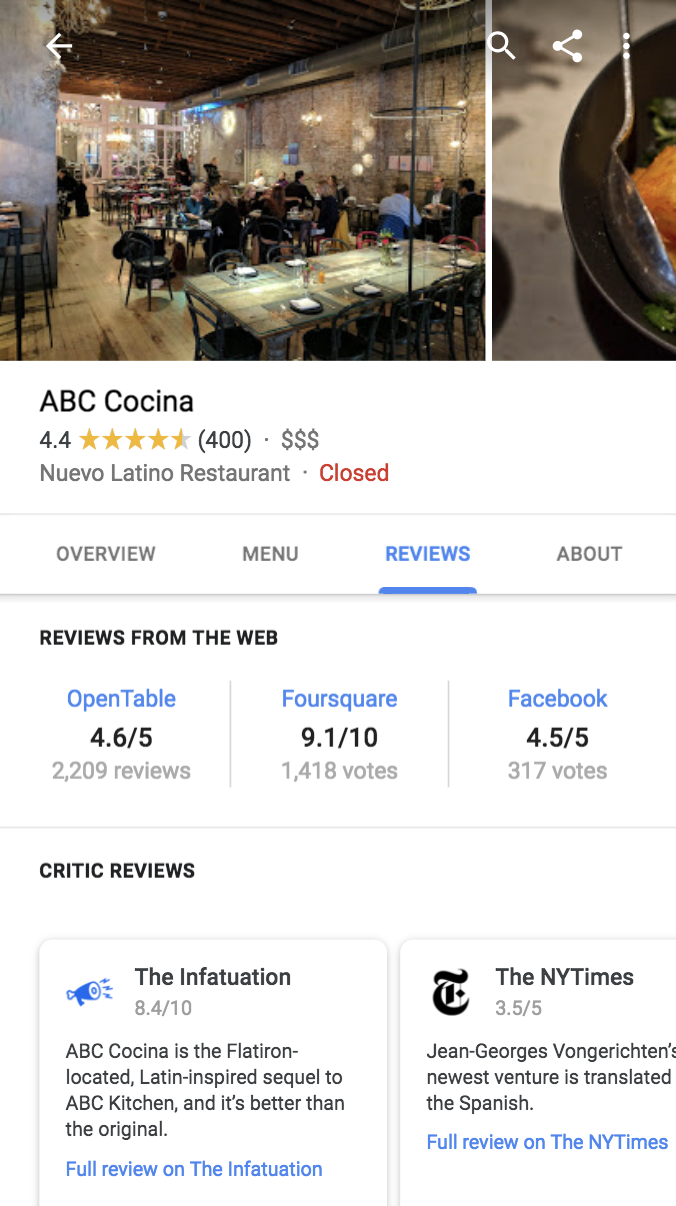 ABC Cocina
4.4 (400) · $$$
Nuevo Latino Restaurant · Closed
OVERVIEW MENU REVIEWS ABOUT
REVIEWS FROM THE WEB
OpenTable Foursquare Facebook
4.6/5 9.1/10 4.5/5
2,209 reviews 1,418 votes 317 votes
CRITIC REVIEWS
The Infatuation
8.4/10
ABC Cocina is the Flatiron-
located, Latin-inspired sequel to
ABC Kitchen, and it’s better than
the original.
Full review on The Infatuation
The NYTimes
3.5/5
Jean-Georges Vongerichten’s
newest venture is translated
the Spanish.
Full review on The NYTimes